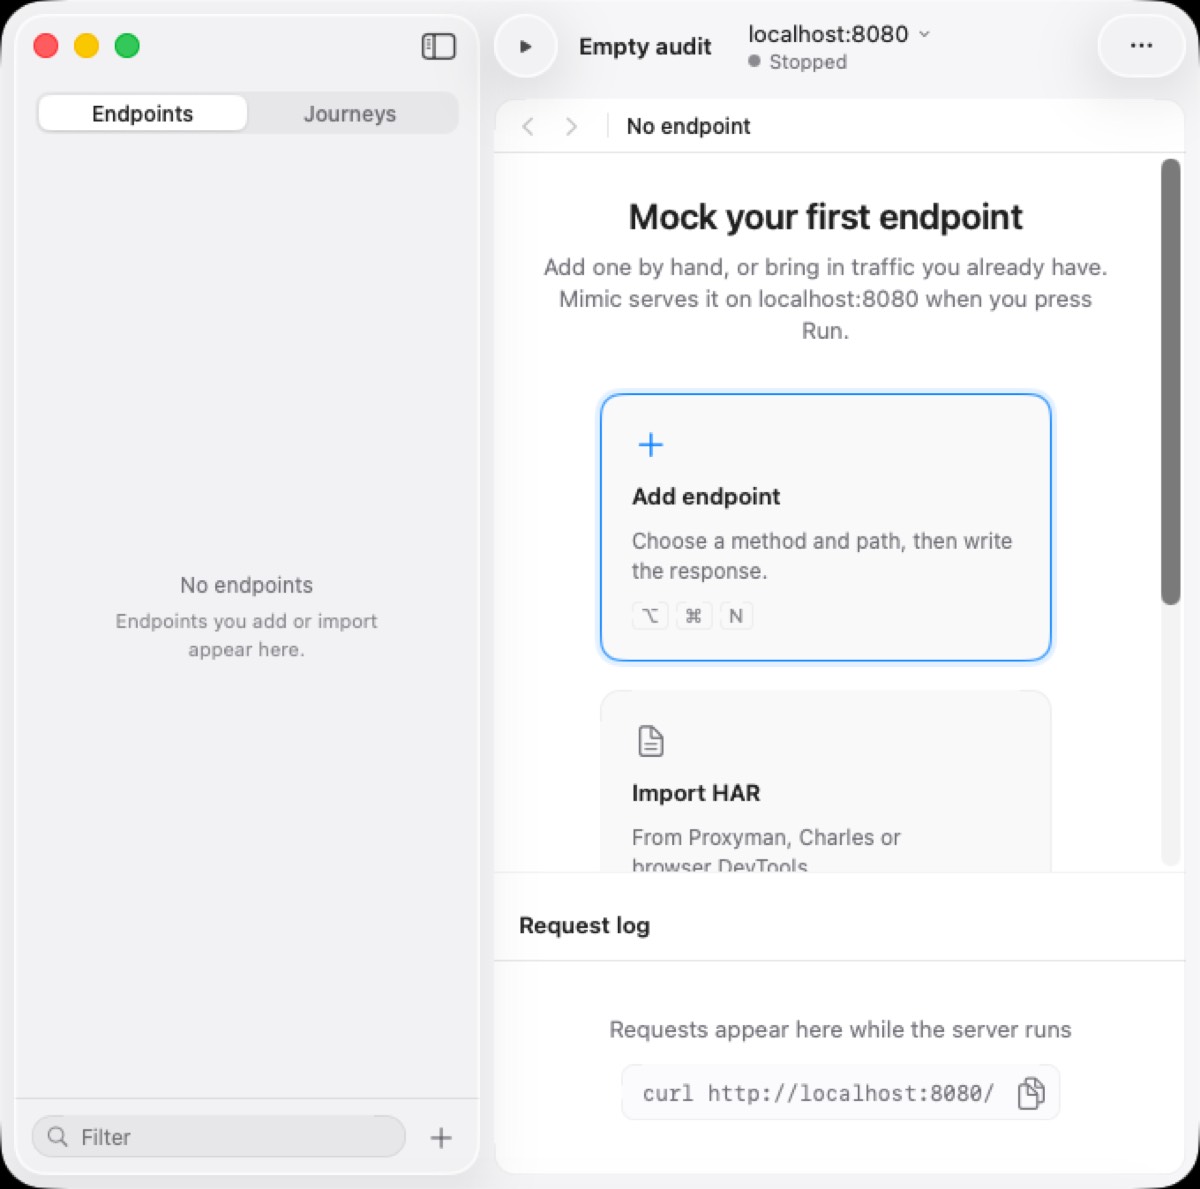 Endpoints
Journeys
No endpoints
Endpoints you add or import
appear here.
Filter
Empty audit
localhost:8080
Stopped
No endpoint
Mock your first endpoint
Add one by hand, or bring in traffic you already have.
Mimic serves it on localhost:8080 when you press
Run.
Add endpoint
Choose a method and path, then write
the response.
⌥ ⌘ N
Import HAR
From Proxyman, Charles or
browser DevTools
Request log
Requests appear here while the server runs
curl http://localhost:8080/